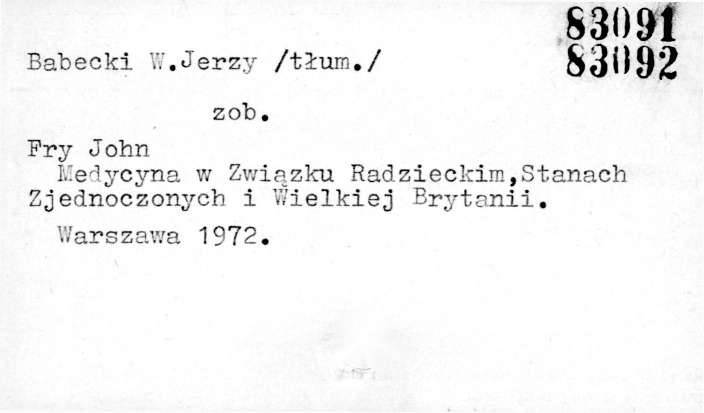 83091
Babecki W.Jerzy /tłum./
83092
zob.
Fry John
Medycyna w Związku Radzieckim,Stanach
Zjednoczonych i Wielkiej Brytanii.
Warszawa 1972.